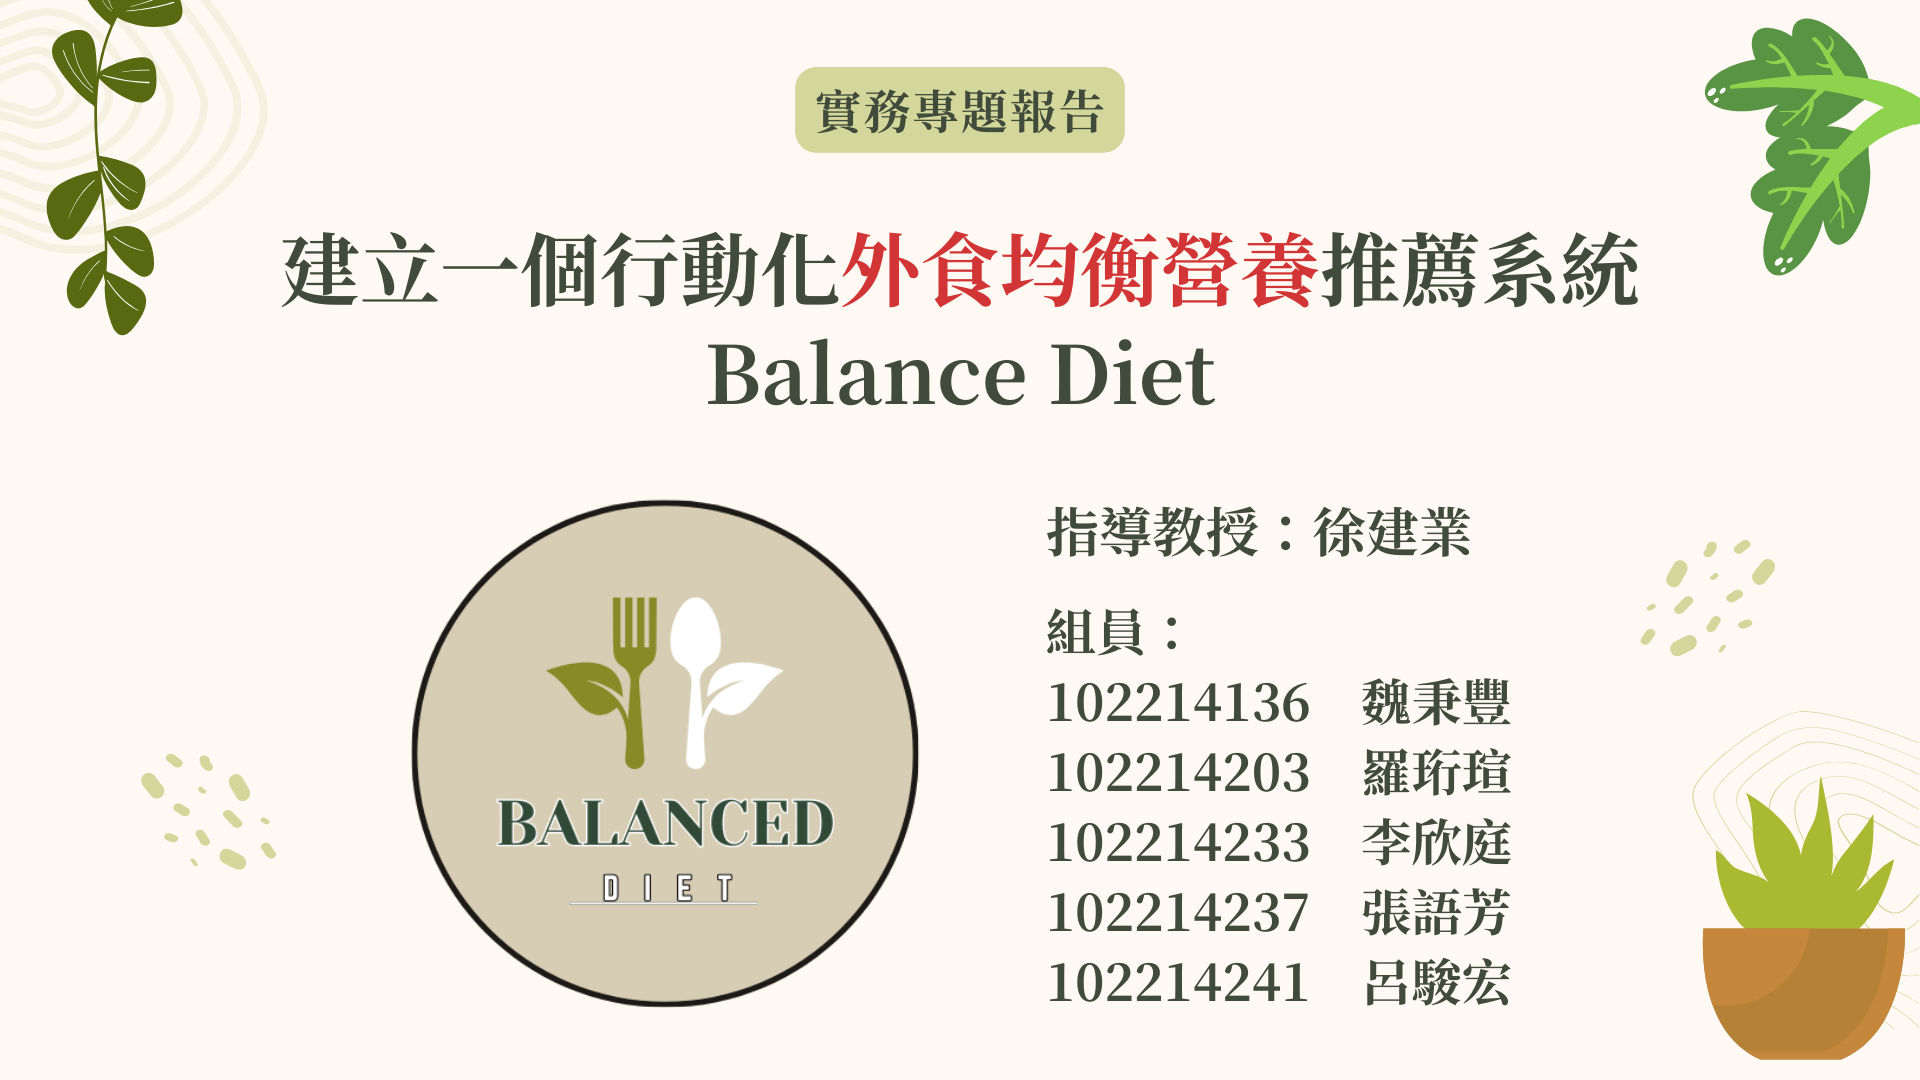 實務專題報告
建立一個行動化外食均衡營養推薦系統
Balance Diet
BALANCED
DIET
指導教授：徐建業
組員：
102214136 魏秉豐
102214203 羅珩瑄
102214233 李欣庭
102214237 張語芳
102214241 呂駿宏